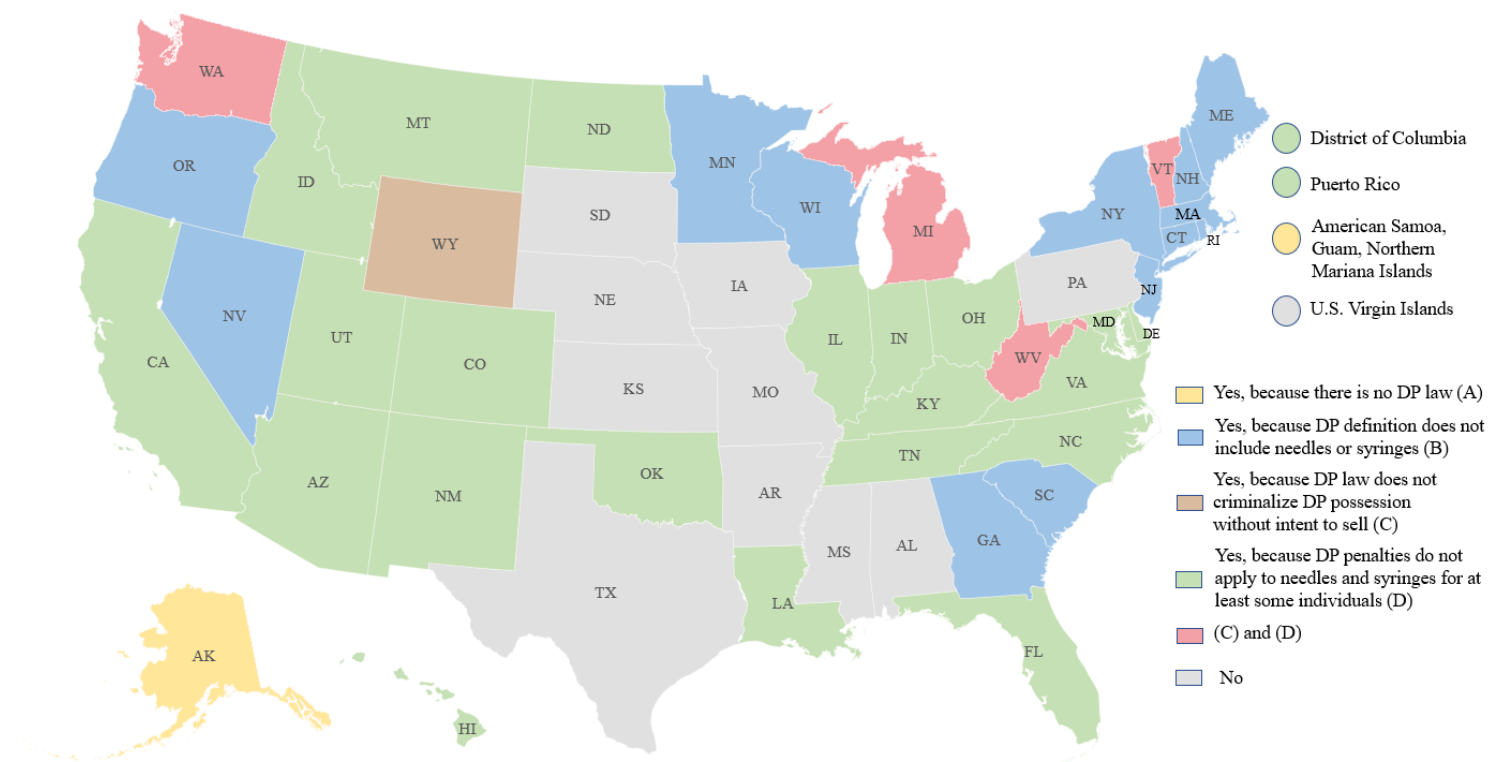 WA
MT
ND
OR
ID
MN
ME
VT
NH
WI
SD
WY
NY
MA
CT
RI
MI
PA
NJ
IA
NE
NV
UT
CO
CA
IL
IN
OH
MD
DE
WV
VA
KS
MO
KY
NC
TN
AZ
NM
OK
AR
SC
GA
MS
AL
TX
LA
FL
AK
HI
District of Columbia
Puerto Rico
American Samoa,
Guam, Northern
Mariana Islands
U.S. Virgin Islands
Yes, because there is no DP law (A)
Yes, because DP definition does not
include needles or syringes (B)
Yes, because DP law does not
criminalize DP possession
without intent to sell (C)
Yes, because DP penalties do not
apply to needles and syringes for at
least some individuals (D)
(C) and (D)
No